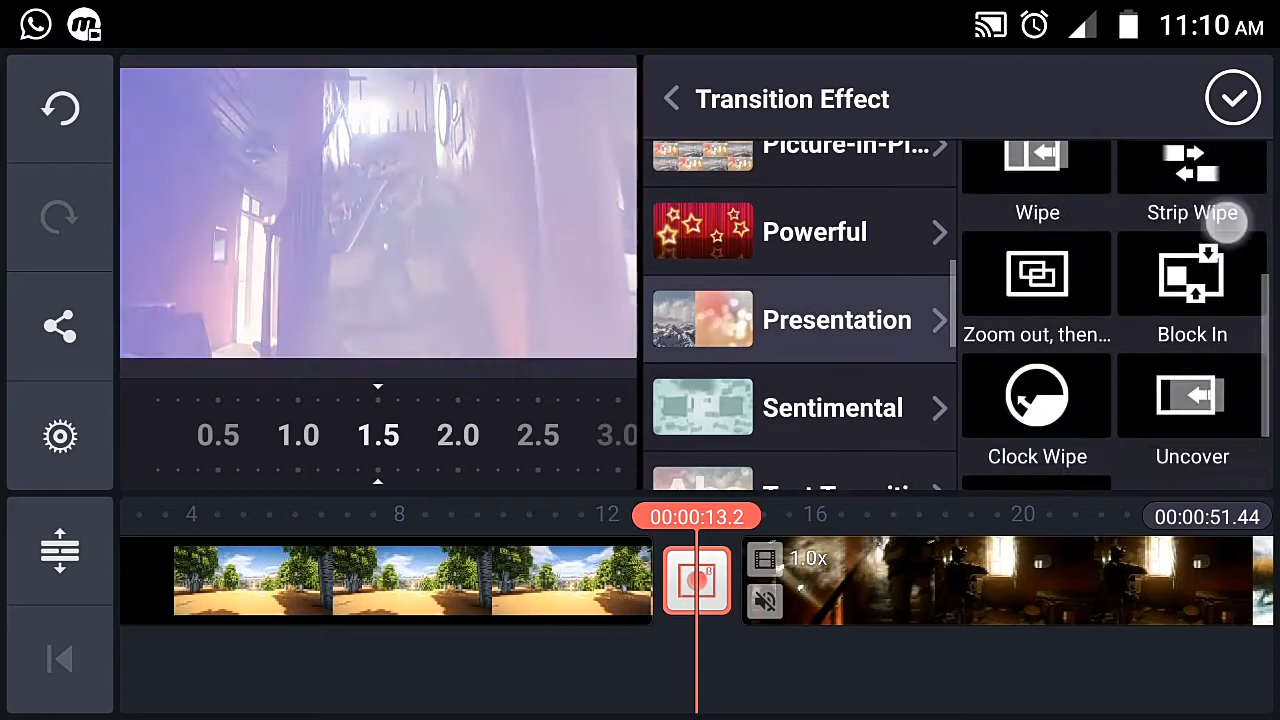 11:10 AM
Transition Effect
Picture-in-Pi...
Powerful
Presentation
Sentimental
Wipe
Strip Wipe
Zoom out, then...
Block In
Clock Wipe
Uncover
0.5 1.0 1.5 2.0 2.5 3.0
4 8 12 16 20
00:00:13.2
00:00:51.44
B
1.0x